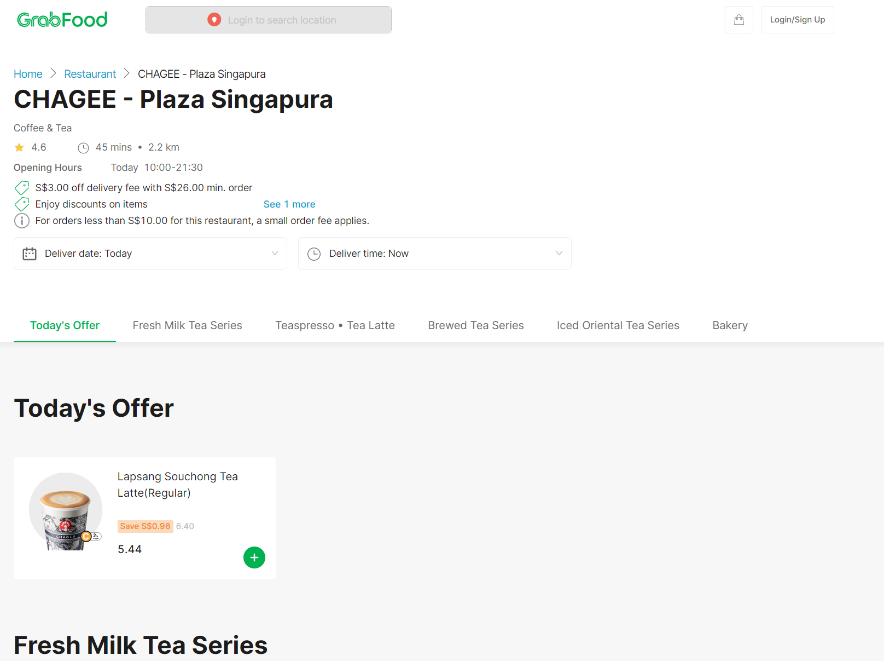 GrabFood
Login to search location
Login/Sign Up
Home > Restaurant > CHAGEE - Plaza Singapura
CHAGEE - Plaza Singapura
Coffee & Tea
4.6 45 mins • 2.2 km
Opening Hours Today 10:00-21:30
S$3.00 off delivery fee with S$26.00 min. order
Enjoy discounts on items See 1 more
For orders less than S$10.00 for this restaurant, a small order fee applies.
Deliver date: Today Deliver time: Now
Today's Offer Fresh Milk Tea Series Teaspresso • Tea Latte Brewed Tea Series Iced Oriental Tea Series Bakery
Today's Offer
Lapsang Souchong Tea
Latte(Regular)
Save S$0.96 6.40
5.44
Fresh Milk Tea Series